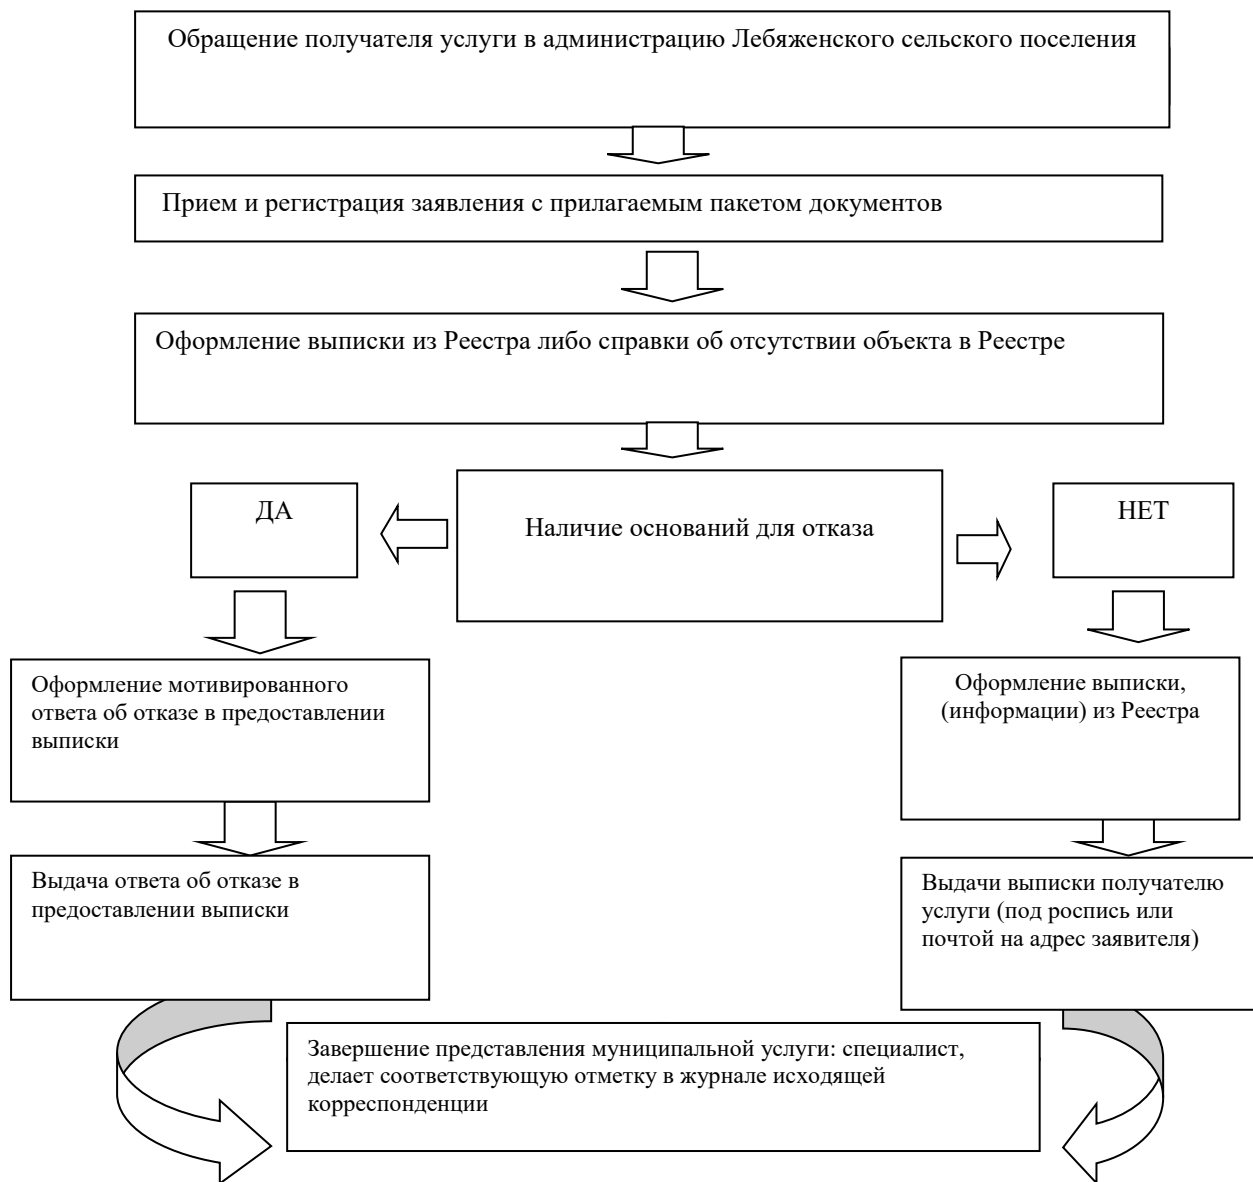 Обращение получателя услуги в администрацию Лебяженского сельского поселения
Прием и регистрация заявления с прилагаемым пакетом документов
Оформление выписки из Реестра либо справки об отсутствии объекта в Реестре
ДА
Наличие оснований для отказа
НЕТ
Оформление мотивированного
ответа об отказе в предоставлении
выписки
Оформление выписки,
(информации) из Реестра
Выдача ответа об отказе в
предоставлении выписки
Выдачи выписки получателю
услуги (под роспись или
почтой на адрес заявителя)
Завершение представления муниципальной услуги: специалист,
делает соответствующую отметку в журнале исходящей
корреспонденции